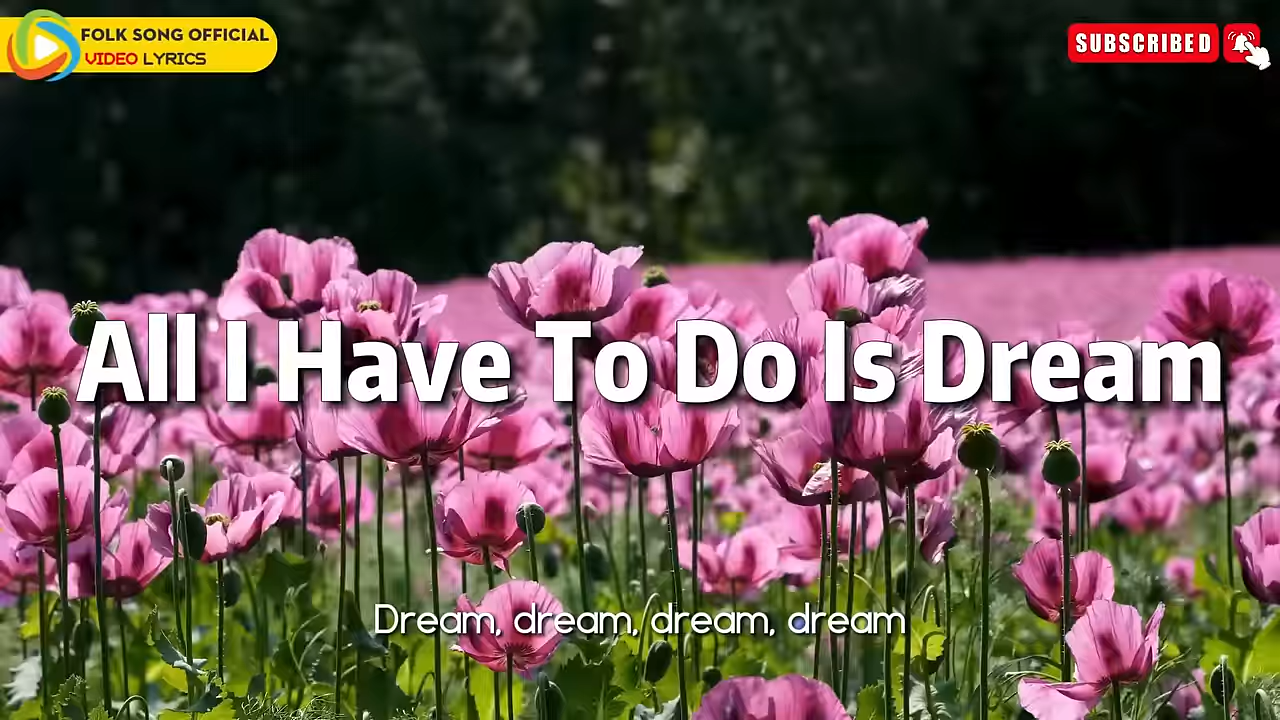 FOLK SONG OFFICIAL
VIDEO LYRICS
SUBSCRIBED
All I Have To Do Is Dream
Dream, dream, dream, dream